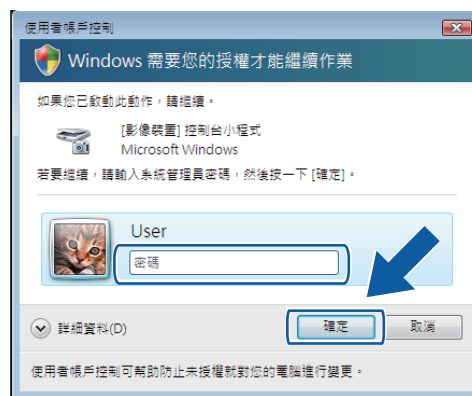 使用者帳戶控制
Windows 需要您的授權才能繼續作業
如果您已啟動此動作，請繼續。
[影像裝置] 控制台小程式
Microsoft Windows
若要繼續，請輸入系統管理員密碼，然後按一下 [確定]。
User
密碼
詳細資料(D)
確定
取消
使用者帳戶控制可幫助防止未授權就對您的電腦進行變更。